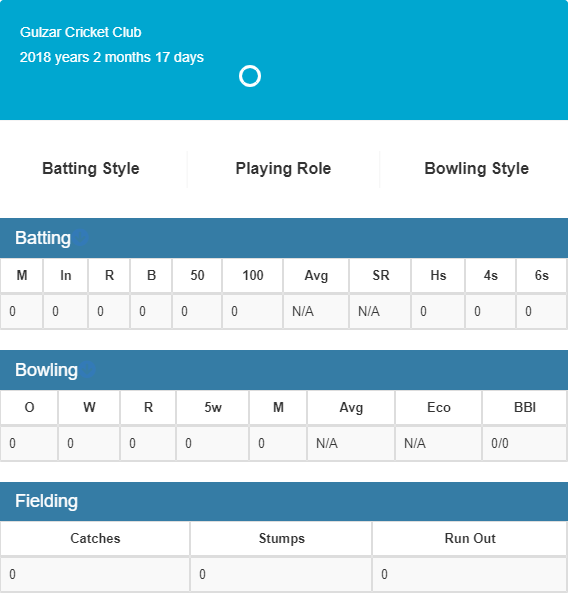 Gulzar Cricket Club
2018 years 2 months 17 days
Batting Style Playing Role Bowling Style
Batting
M In R B 50 100 Avg SR Hs 4s 6s
0 0 0 0 0 0 N/A N/A 0 0 0
Bowling
O W R 5w M Avg Eco BBI
0 0 0 0 0 N/A N/A 0/0
Fielding
Catches Stumps Run Out
0 0 0